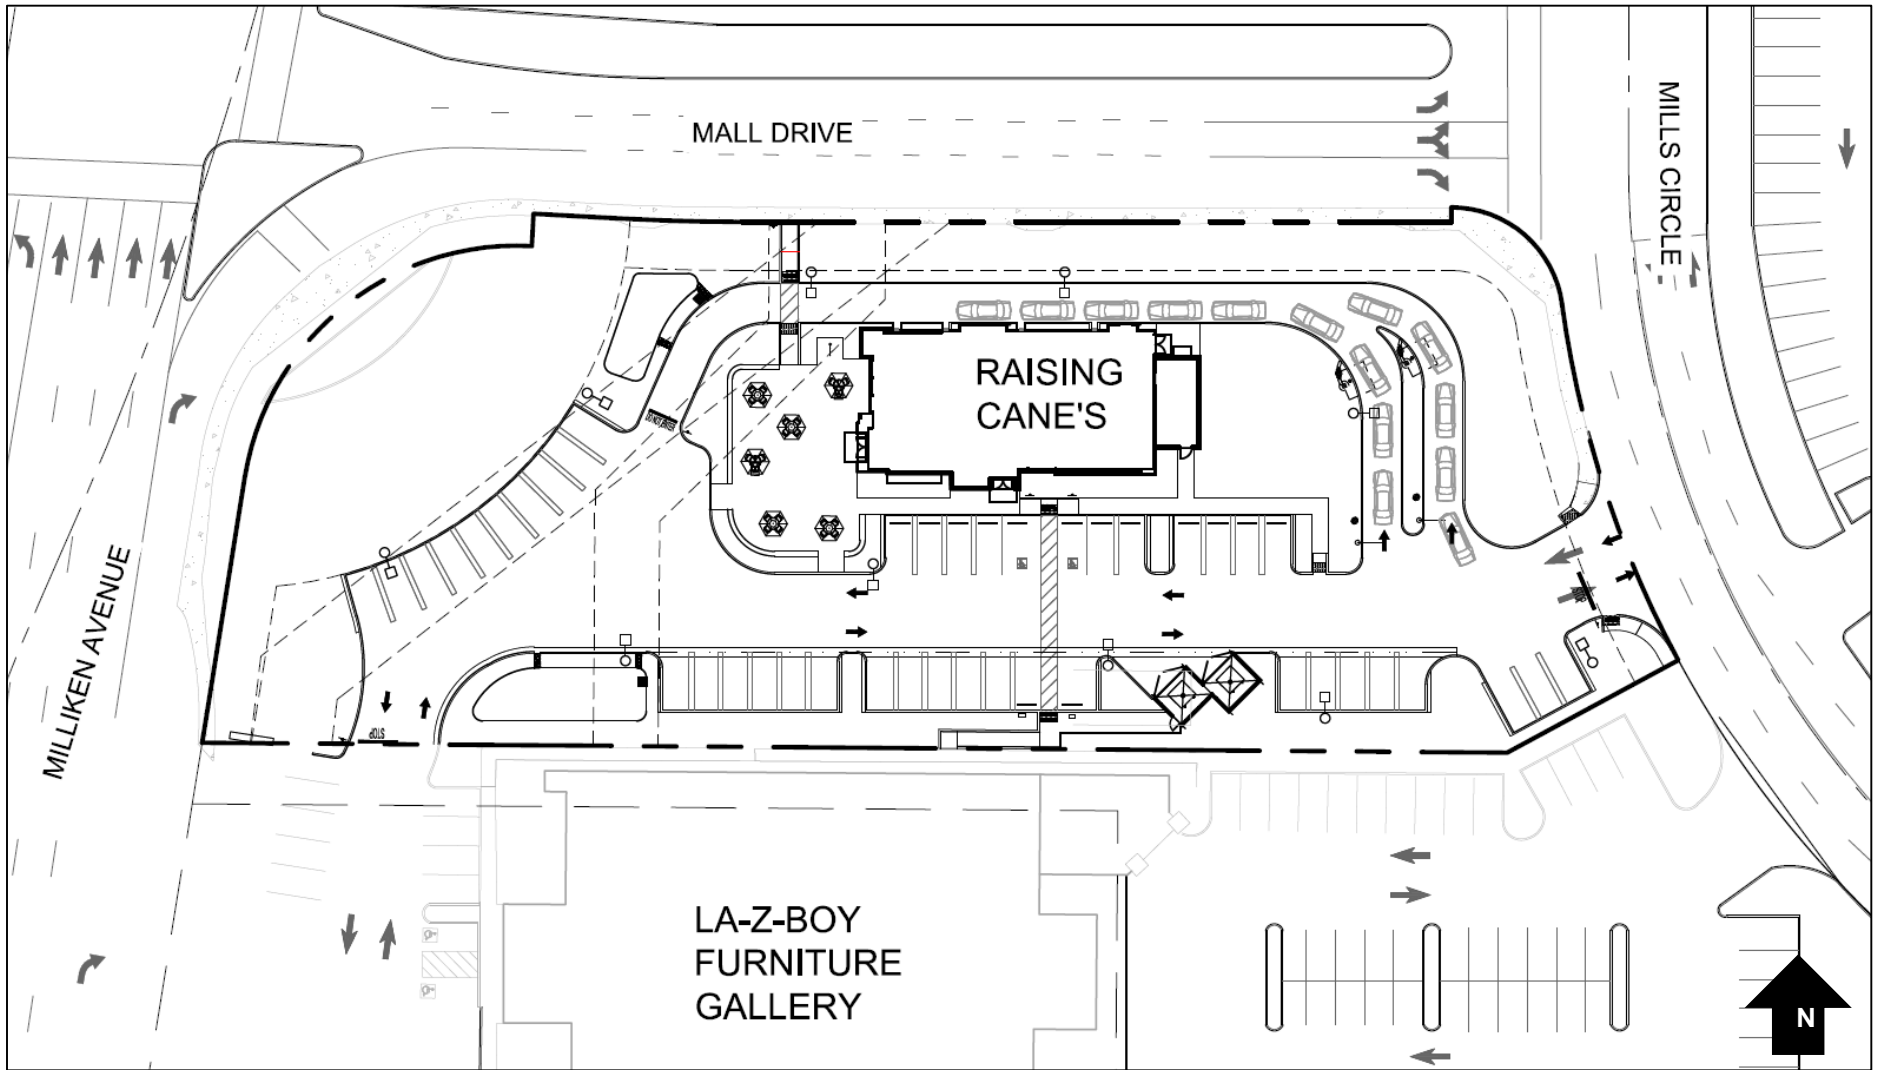 MALL DRIVE
MILLS CIRCLE
RAISING
CANE'S
MILLIKEN AVENUE
STOP
LA-Z-BOY
FURNITURE
GALLERY
N